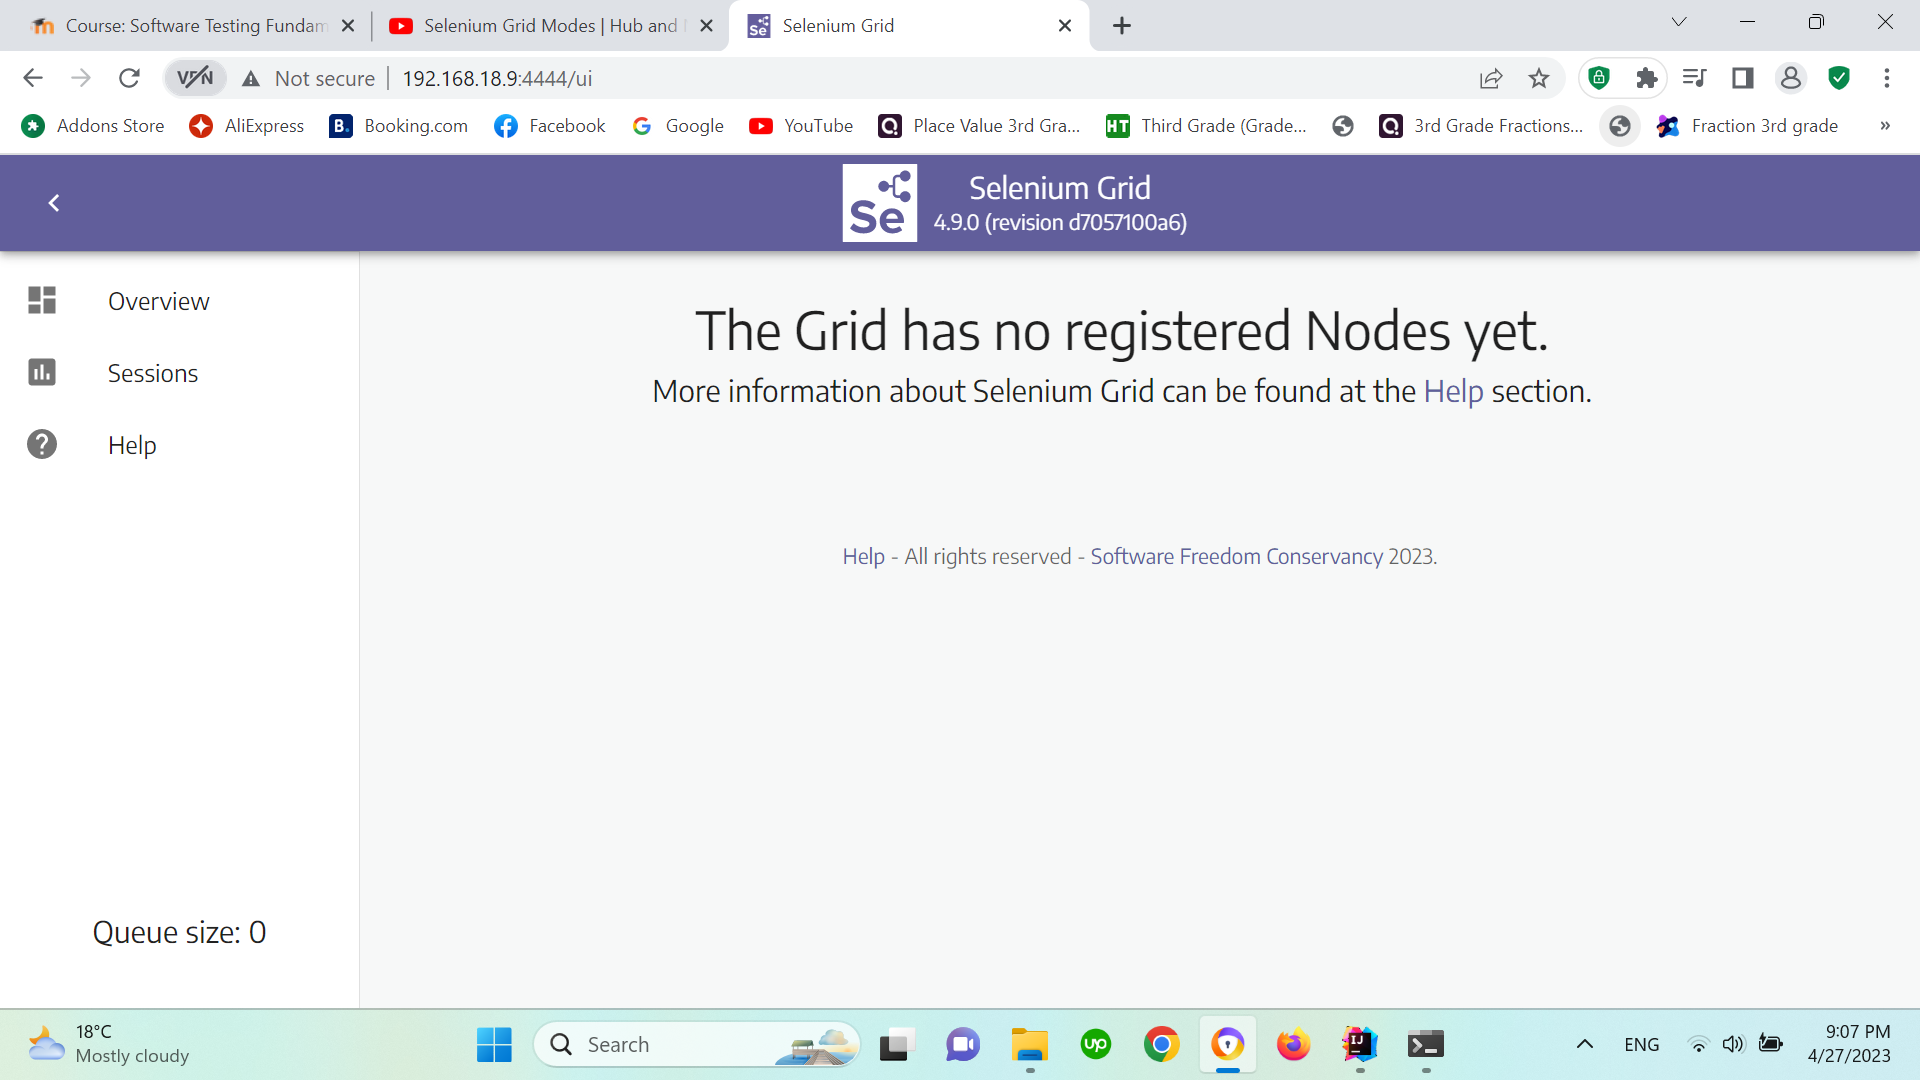 Course: Software Testing Fundam
Selenium Grid Modes | Hub and
Selenium Grid
VPN
Not secure
192.168.18.9:4444/ui
Addons Store
AliExpress
B.
Booking.com
Facebook
Google
YouTube
Place Value 3rd Gra...
HT
Third Grade (Grade...
3rd Grade Fractions...
Fraction 3rd grade
»
Se
Selenium Grid
4.9.0 (revision d7057100a6)
Overview
Sessions
Help
The Grid has no registered Nodes yet.
More information about Selenium Grid can be found at the Help section.
Help - All rights reserved - Software Freedom Conservancy 2023.
Queue size: 0
18°C
Mostly cloudy
Search
up
IJ
ENG
9:07 PM
4/27/2023